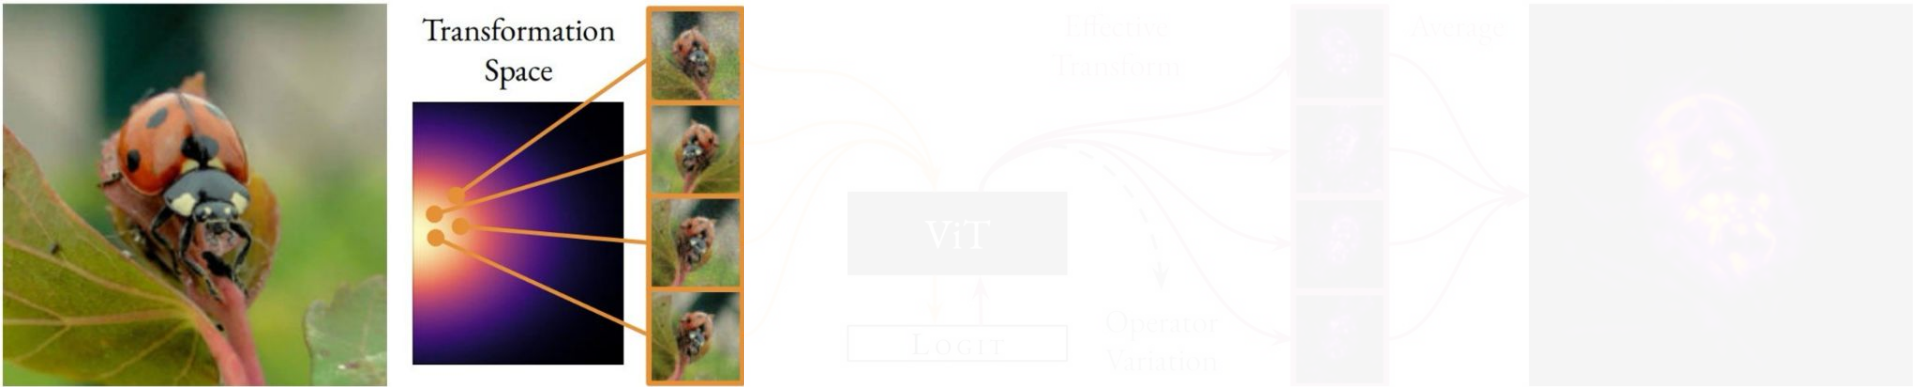 Transformation
Space
Effective
Transform
Average
ViT
LOGIT
Operator
Variation